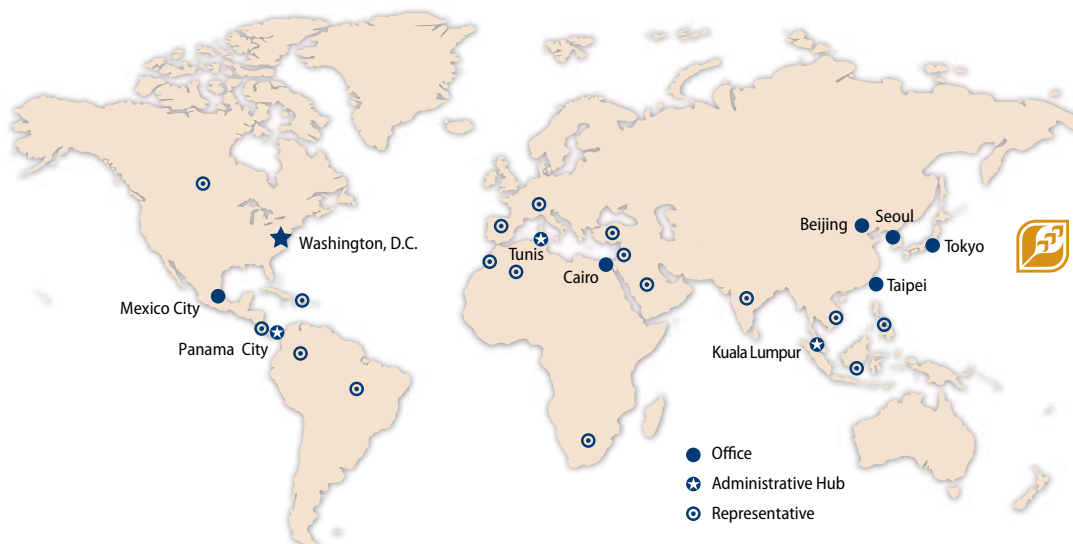 Washington, D.C.
Mexico City
Panama City
Tunis
Cairo
Beijing
Seoul
Tokyo
Taipei
Kuala Lumpur
Office
Administrative Hub
Representative